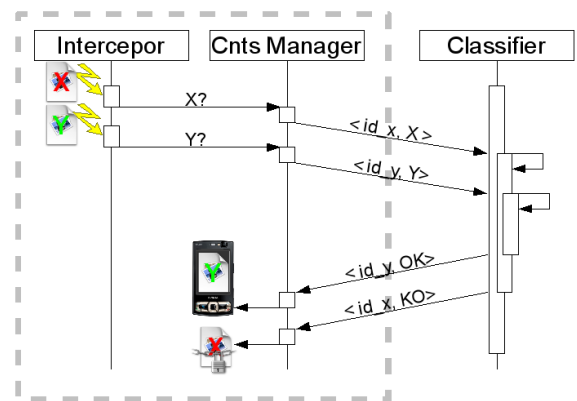 Intercepor
Cnts Manager
Classifier
X?
<id_x, X>
Y?
<id_y, Y>
<id_y, OK>
<id_x, KO>